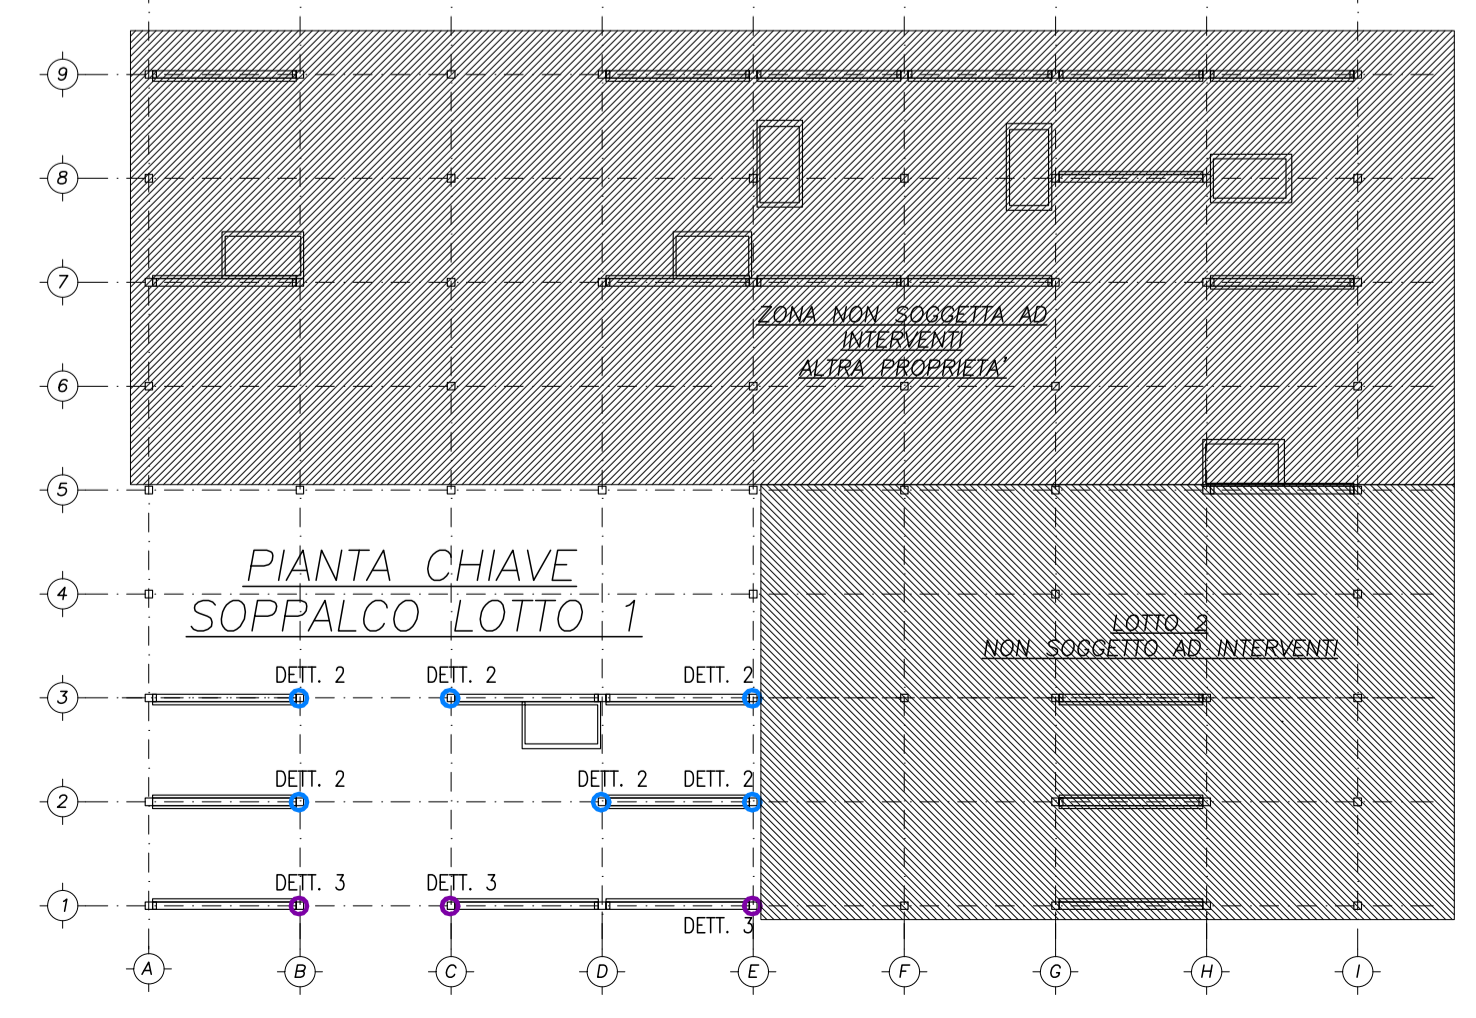 9
8
7
ZONA NON SOGGETTA AD
INTERVENTI
ALTRA PROPRIETA'
6
5
PIANTA CHIAVE
SOPPALCO LOTTO 1
4
LOTTO 2
NON SOGGETTO AD INTERVENTI
DETT. 2 DETT. 2 DETT. 2
3
DETT. 2 DETT. 2 DETT. 2
2
DETT. 3 DETT. 3
1
DETT. 3
A B C D E F G H I